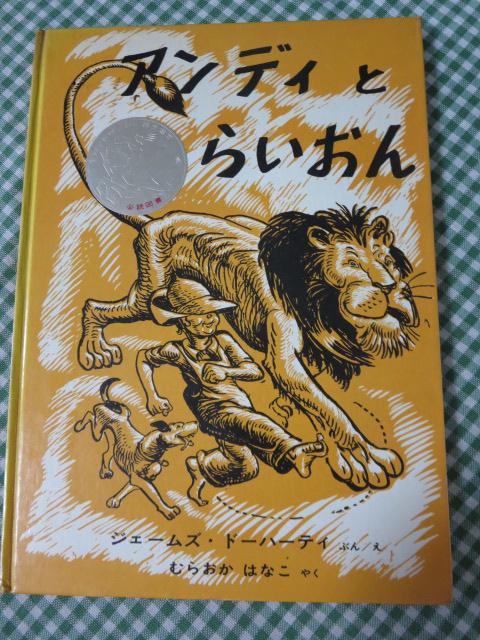 アンディと
らいおん
ジェームズ・ドーハーティ ぶん/え
むらおか はなこ やく